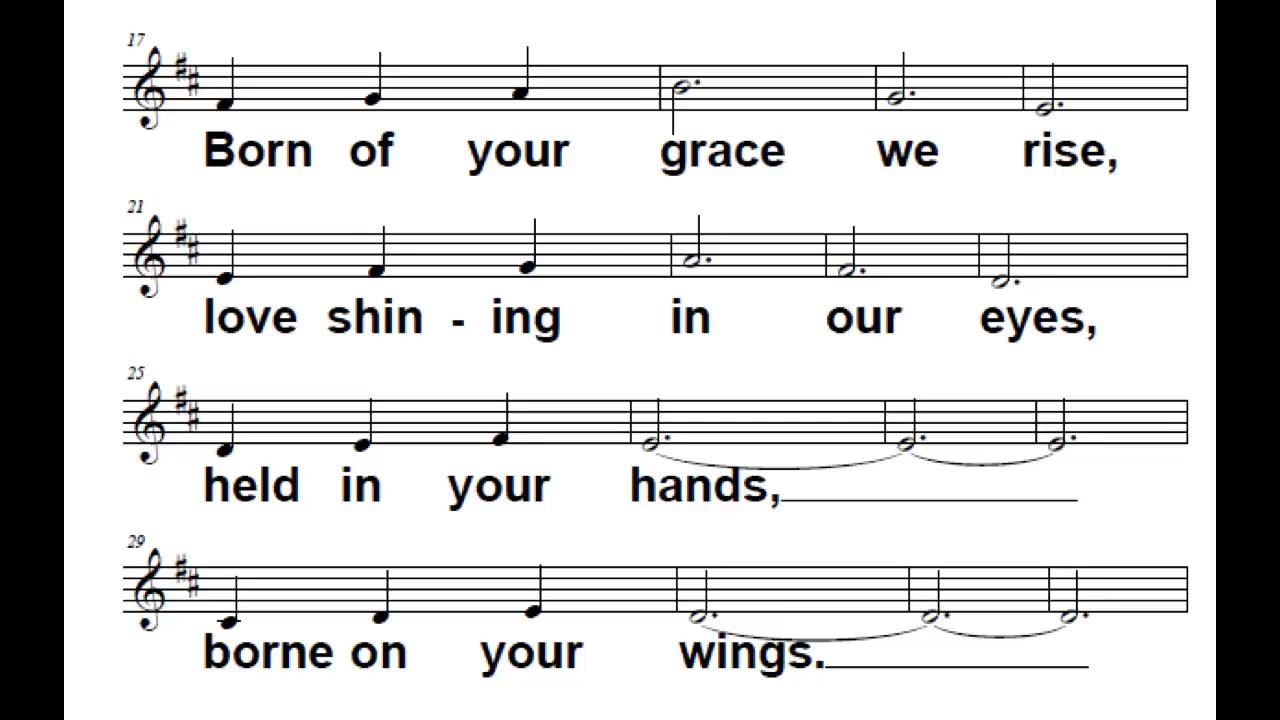 17
Born of your grace we rise,
21
love shin - ing in our eyes,
25
held in your hands,
29
borne on your wings.